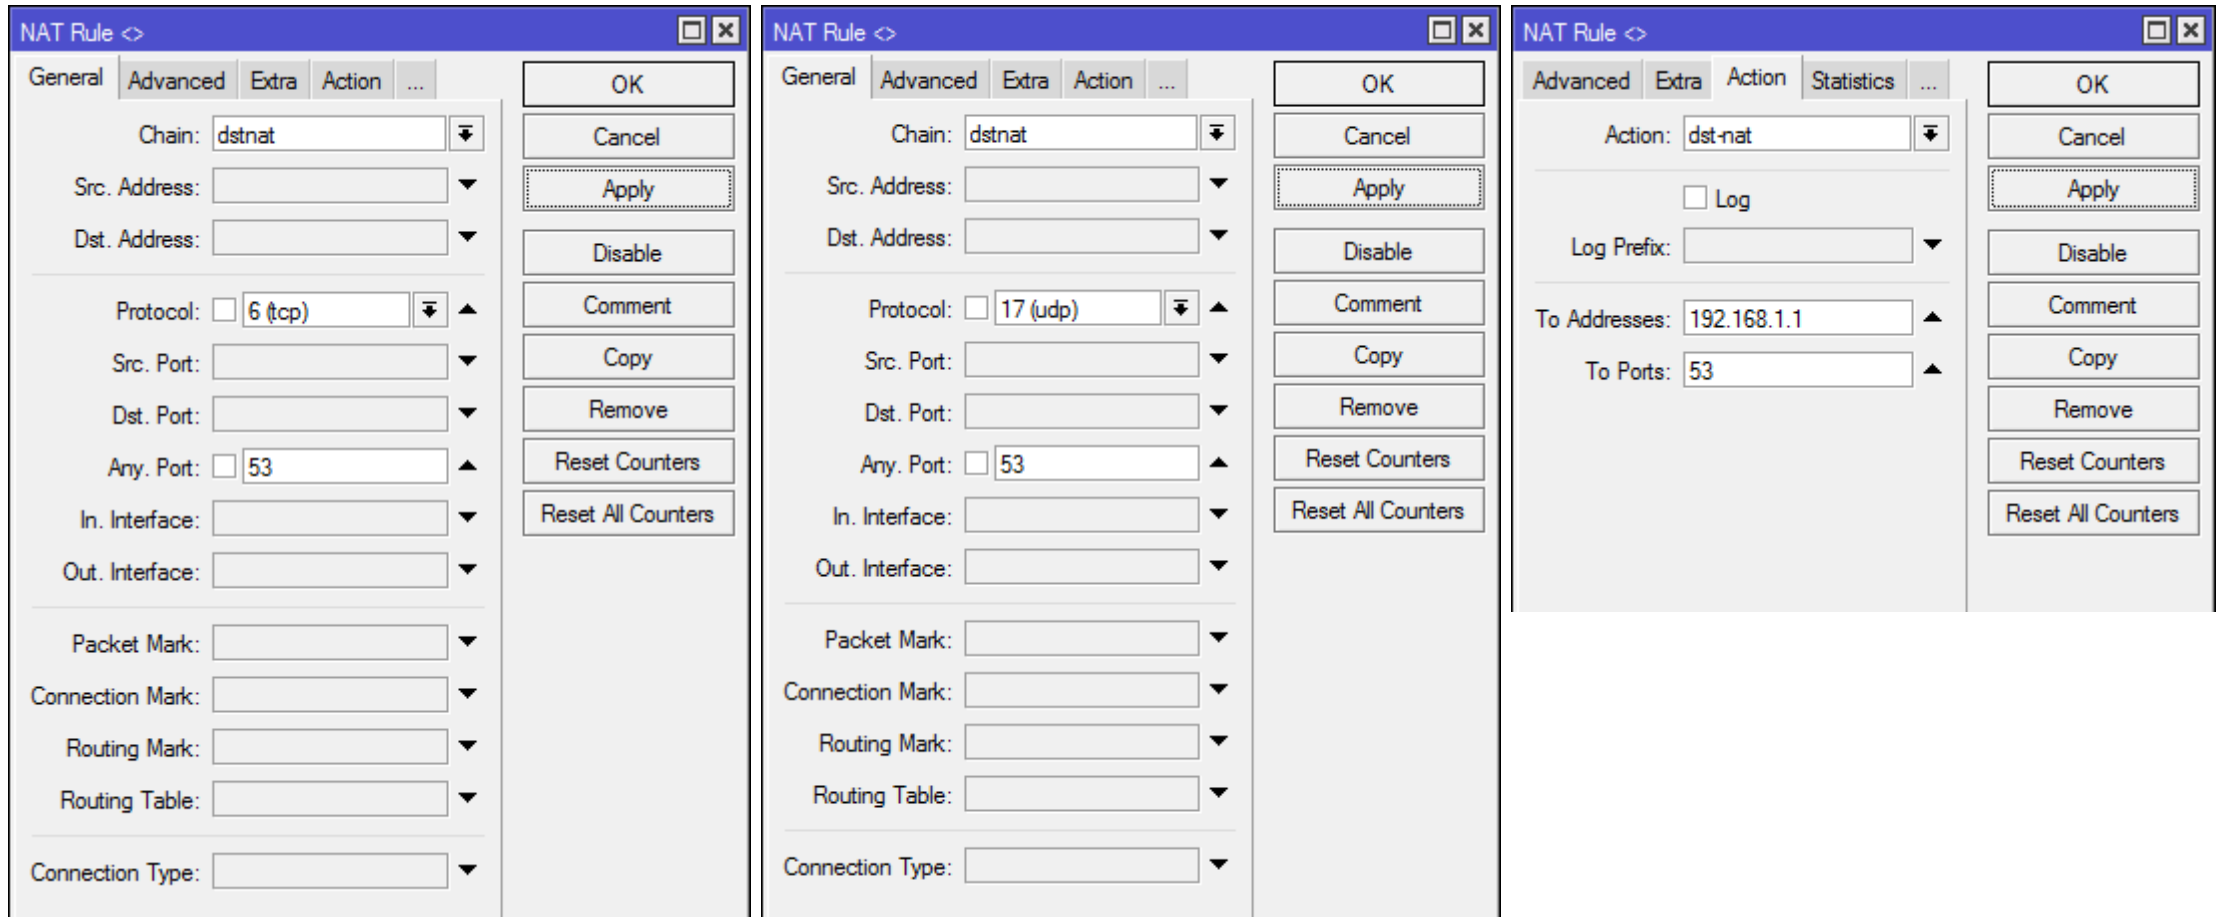 NAT Rule <>
General Advanced Extra Action ...
Chain: dstnat
Src. Address:
Dst. Address:
Protocol: 6 (tcp)
Src. Port:
Dst. Port:
Any. Port: 53
In. Interface:
Out. Interface:
Packet Mark:
Connection Mark:
Routing Mark:
Routing Table:
Connection Type:
OK
Cancel
Apply
Disable
Comment
Copy
Remove
Reset Counters
Reset All Counters
NAT Rule <>
General Advanced Extra Action ...
Chain: dstnat
Src. Address:
Dst. Address:
Protocol: 17 (udp)
Src. Port:
Dst. Port:
Any. Port: 53
In. Interface:
Out. Interface:
Packet Mark:
Connection Mark:
Routing Mark:
Routing Table:
Connection Type:
OK
Cancel
Apply
Disable
Comment
Copy
Remove
Reset Counters
Reset All Counters
NAT Rule <>
Advanced Extra Action Statistics ...
Action: dst-nat
Log
Log Prefix:
To Addresses: 192.168.1.1
To Ports: 53
OK
Cancel
Apply
Disable
Comment
Copy
Remove
Reset Counters
Reset All Counters